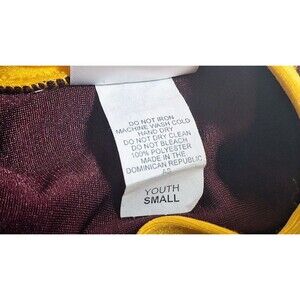 DO NOT IRON
MACHINE WASH COLD
HAND DRY
DO NOT DRY CLEAN
DO NOT BLEACH
100% POLYESTER
MADE IN THE
DOMINICAN REPUBLIC
YOUTH
SMALL